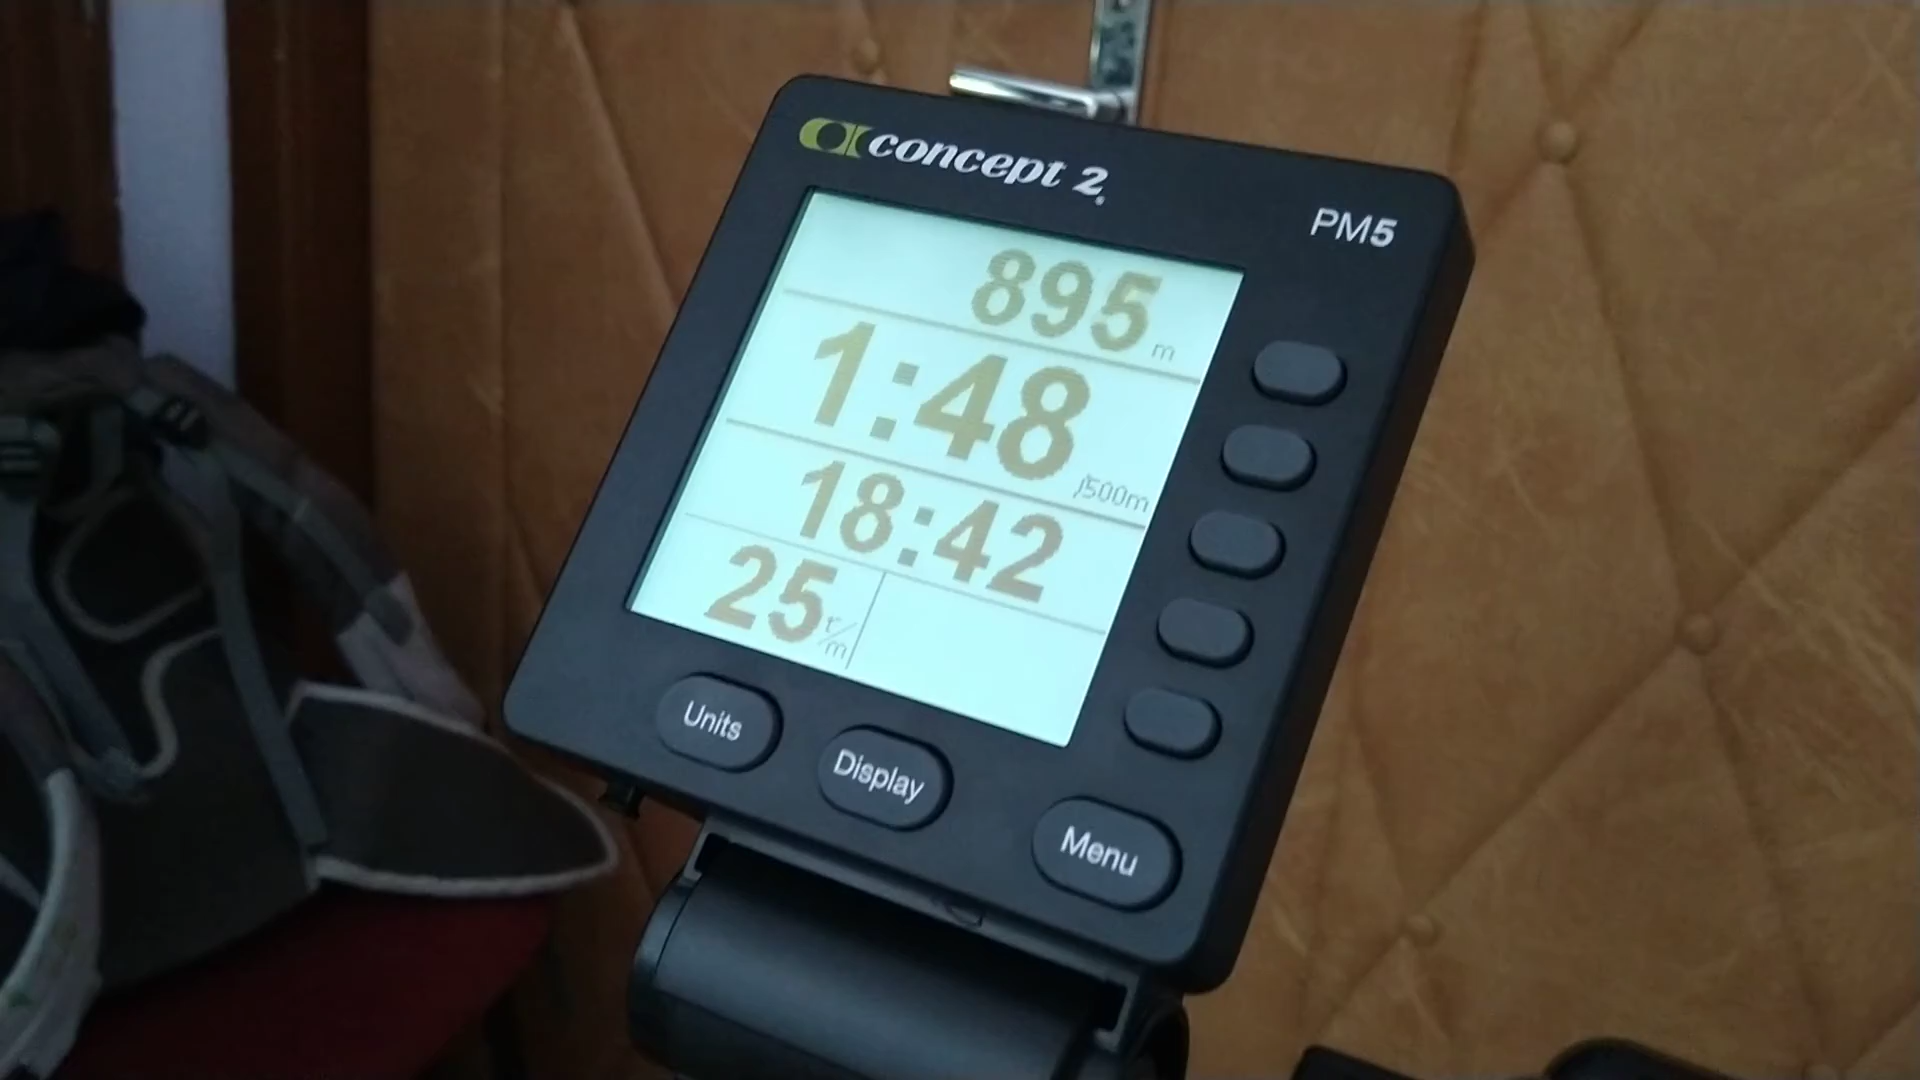 concept 2
PM5
895 m
1:48 /500m
18:42
25 r/m
Units
Display
Menu